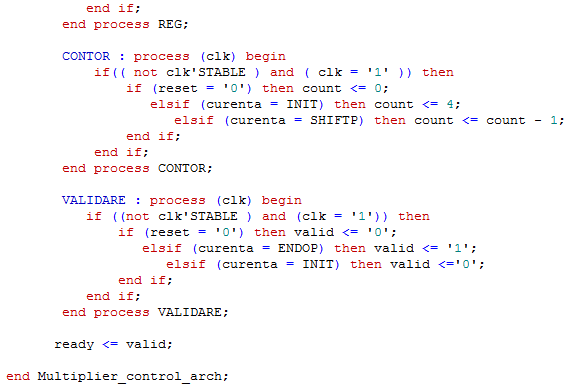 end if;
end process REG;
CONTOR : process (clk) begin
if(( not clk'STABLE ) and ( clk = '1' )) then
if (reset = '0') then count <= 0;
elsif (curenta = INIT) then count <= 4;
elsif (curenta = SHIFTP) then count <= count - 1;
end if;
end if;
end process CONTOR;
VALIDARE : process (clk) begin
if ((not clk'STABLE ) and (clk = '1')) then
if (reset = '0') then valid <= '0';
elsif (curenta = ENDOP) then valid <= '1';
elsif (curenta = INIT) then valid <='0';
end if;
end if;
end process VALIDARE;
ready <= valid;
end Multiplier_control_arch;